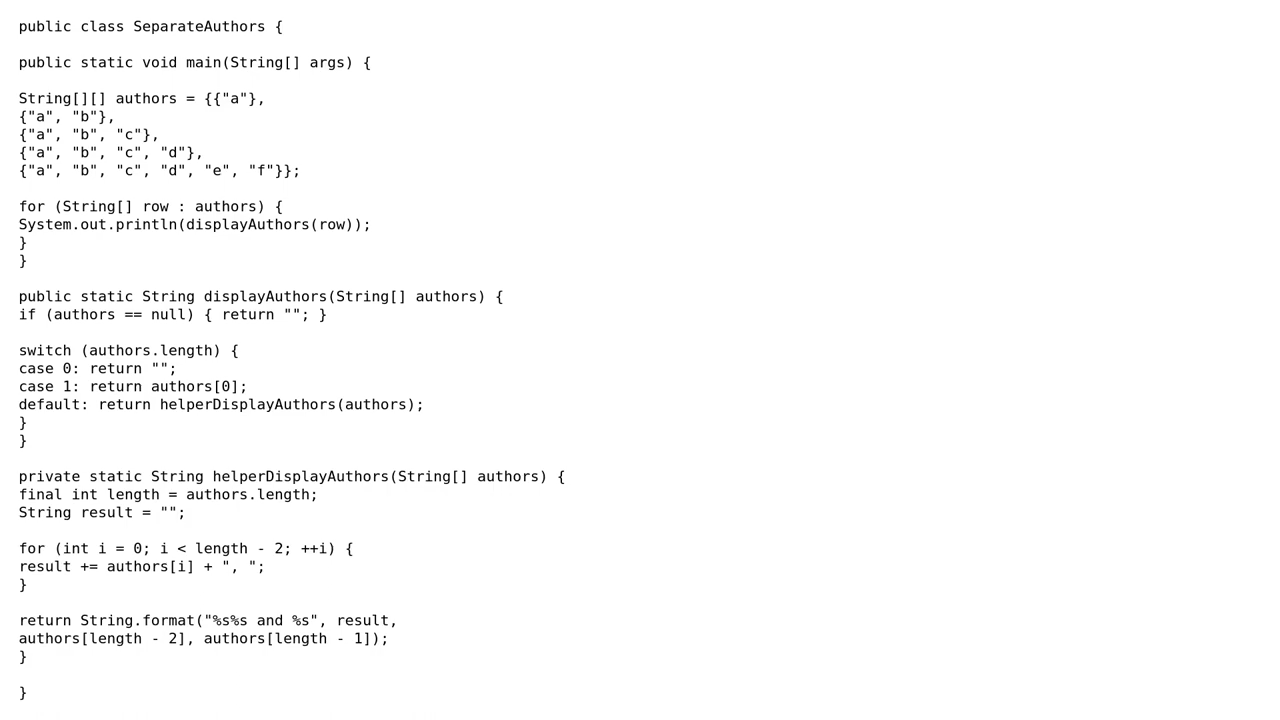 public class SeparateAuthors {
public static void main(String[] args) {
String[][] authors = {{"a"},
{"a", "b"},
{"a", "b", "c"},
{"a", "b", "c", "d"},
{"a", "b", "c", "d", "e", "f"}};
for (String[] row : authors) {
System.out.println(displayAuthors(row));
}
}
public static String displayAuthors(String[] authors) {
if (authors == null) { return ""; }
switch (authors.length) {
case 0: return "";
case 1: return authors[0];
default: return helperDisplayAuthors(authors);
}
}
private static String helperDisplayAuthors(String[] authors) {
final int length = authors.length;
String result = "";
for (int i = 0; i < length - 2; ++i) {
result += authors[i] + ", ";
}
return String.format("%s%s and %s", result,
authors[length - 2], authors[length - 1]);
}
}